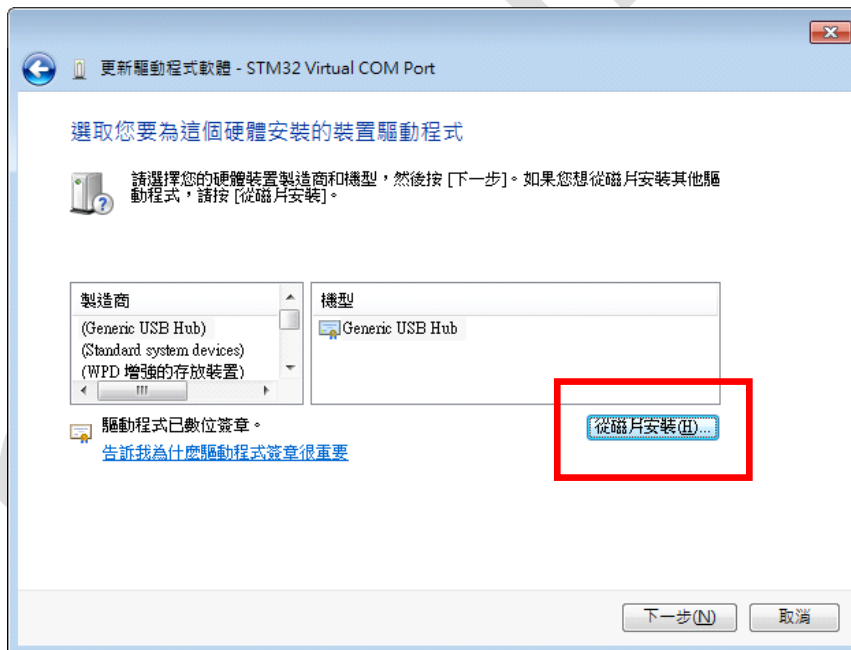 更新驅動程式軟體 - STM32 Virtual COM Port
選取您要為這個硬體安裝的裝置驅動程式
請選擇您的硬體裝置製造商和機型，然後按 [下一步]。如果您想從磁片安裝其他驅
動程式，請按 [從磁片安裝]。
製造商
(Generic USB Hub)
(Standard system devices)
(WPD 增強的存放裝置)
機型
Generic USB Hub
驅動程式已數位簽章。
告訴我為什麼驅動程式簽章很重要
從磁片安裝(H)...
下一步(N)
取消